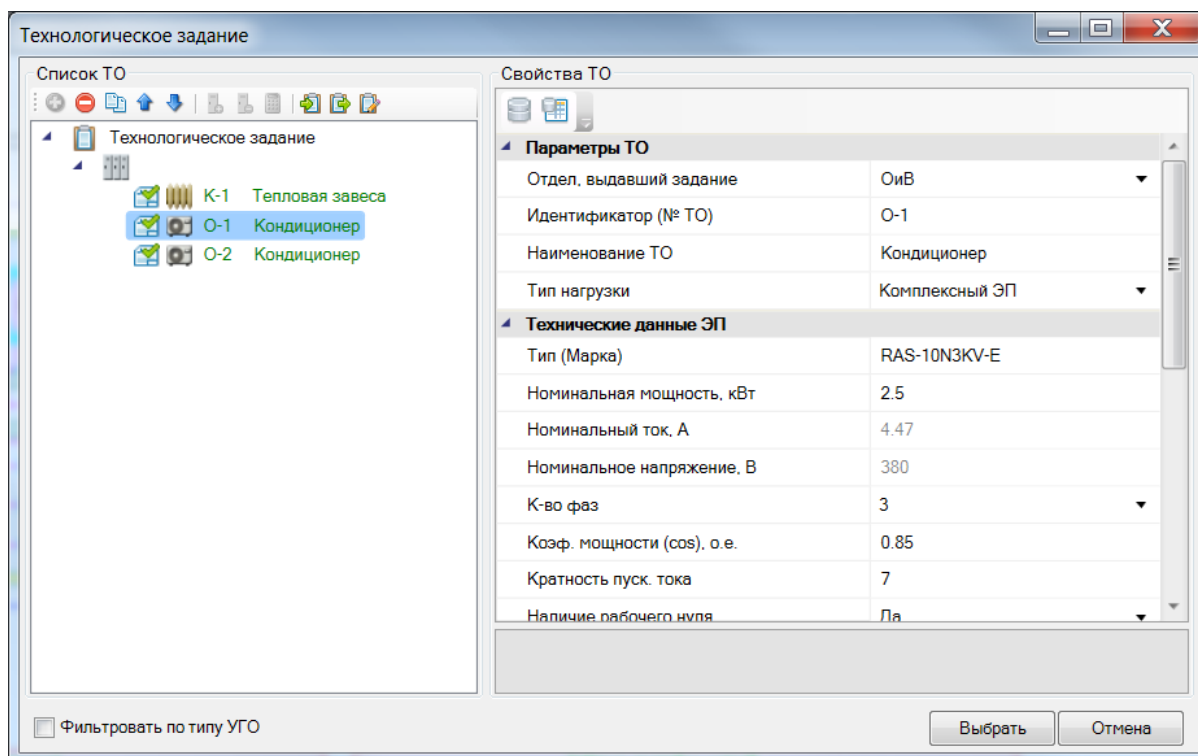 Технологическое задание
Список ТО
Технологическое задание
К-1 Тепловая завеса
О-1 Кондиционер
О-2 Кондиционер
Фильтровать по типу УГО
Свойства ТО
Параметры ТО
Отдел, выдавший задание ОиВ
Идентификатор (№ ТО) О-1
Наименование ТО Кондиционер
Тип нагрузки Комплексный ЭП
Технические данные ЭП
Тип (Марка) RAS-10N3KV-E
Номинальная мощность, кВт 2.5
Номинальный ток, А 4.47
Номинальное напряжение, В 380
К-во фаз 3
Коэф. мощности (cos), о.е. 0.85
Кратность пуск. тока 7
Наличие рабочего нуля Да
Выбрать Отмена